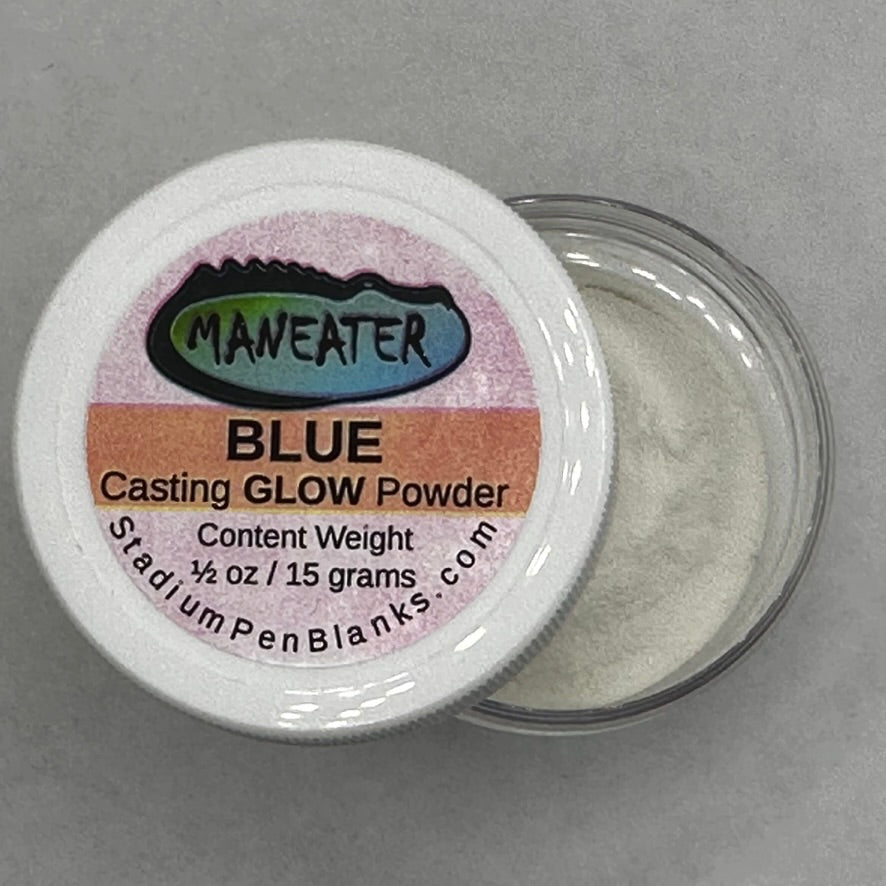 MANEATER
BLUE
Casting GLOW Powder
Content Weight
½ oz / 15 grams
StadiumPenBlanks.com